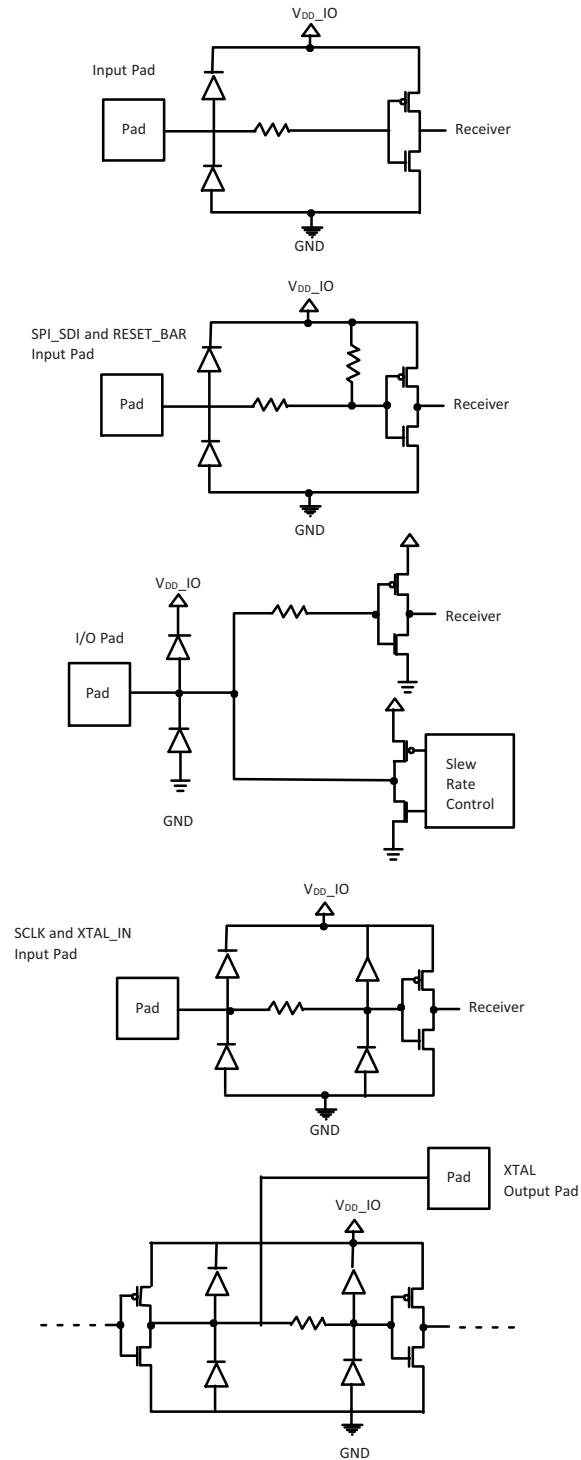 VDD_IO
Input Pad
Pad
Receiver
GND
VDD_IO
SPI_SDI and RESET_BAR
Input Pad
Pad
Receiver
GND
VDD_IO
Receiver
I/O Pad
Pad
Slew
Rate
Control
GND
VDD_IO
SCLK and XTAL_IN
Input Pad
Pad
Receiver
GND
Pad
XTAL
Output Pad
VDD_IO
GND